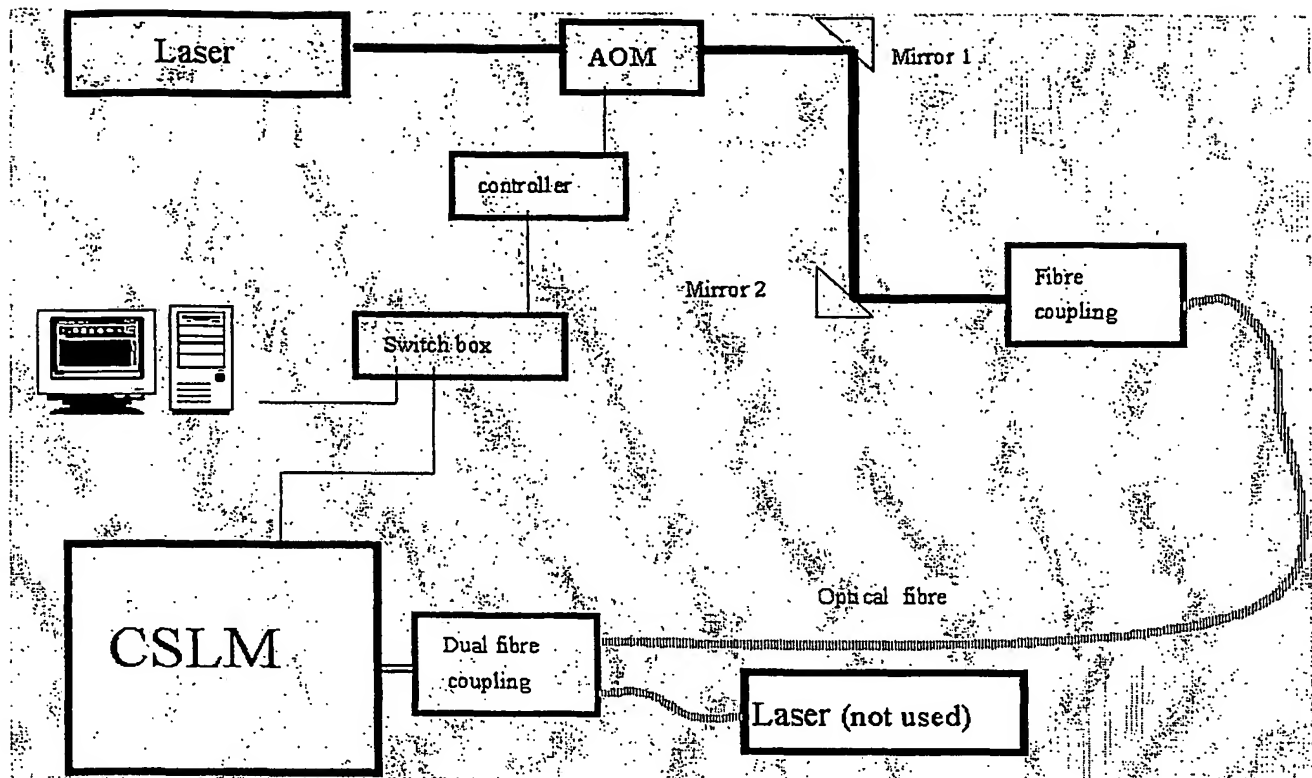 Laser
AOM
Mirror 1
controller
Mirror 2
Fibre
coupling
Switch box
Optical fibre
CSLM
Dual fibre
coupling
Laser (not used)